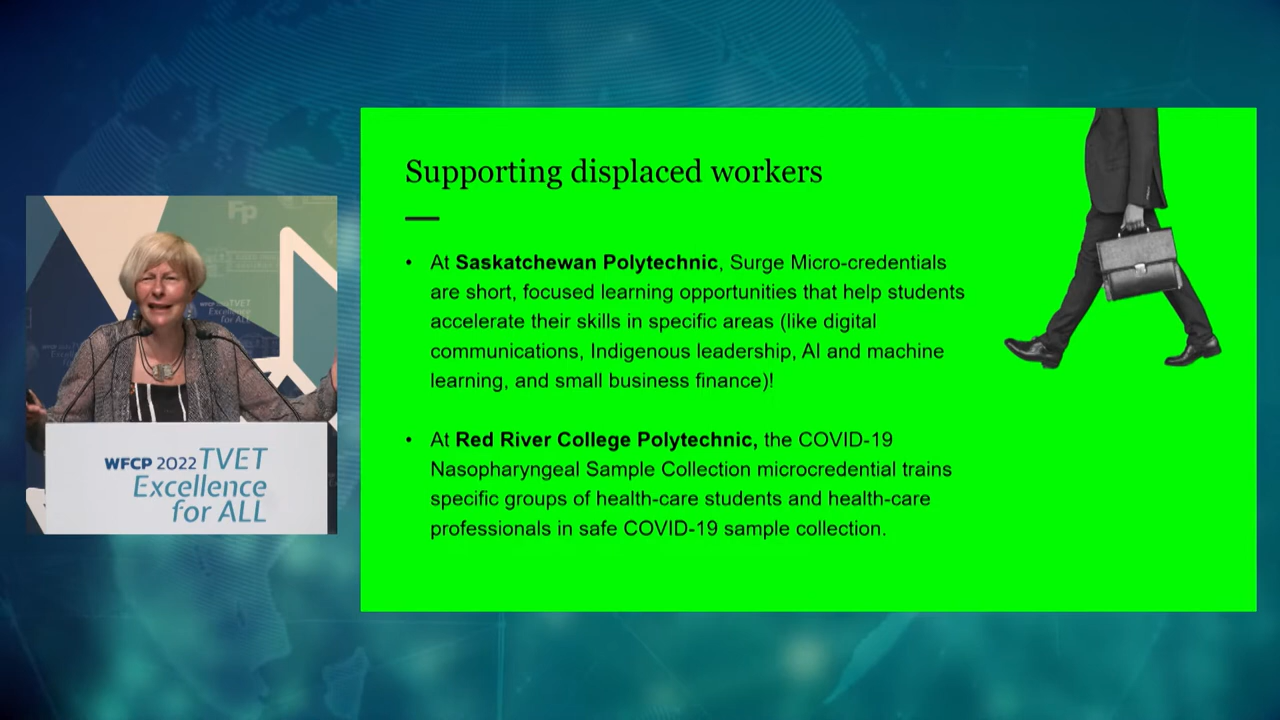 Supporting displaced workers
• At Saskatchewan Polytechnic, Surge Micro-credentials
are short, focused learning opportunities that help students
accelerate their skills in specific areas (like digital
communications, Indigenous leadership, AI and machine
learning, and small business finance)!
• At Red River College Polytechnic, the COVID-19
Nasopharyngeal Sample Collection microcredential trains
specific groups of health-care students and health-care
professionals in safe COVID-19 sample collection.
Fp
WFCP 2022 TVET
Excellence
for ALL